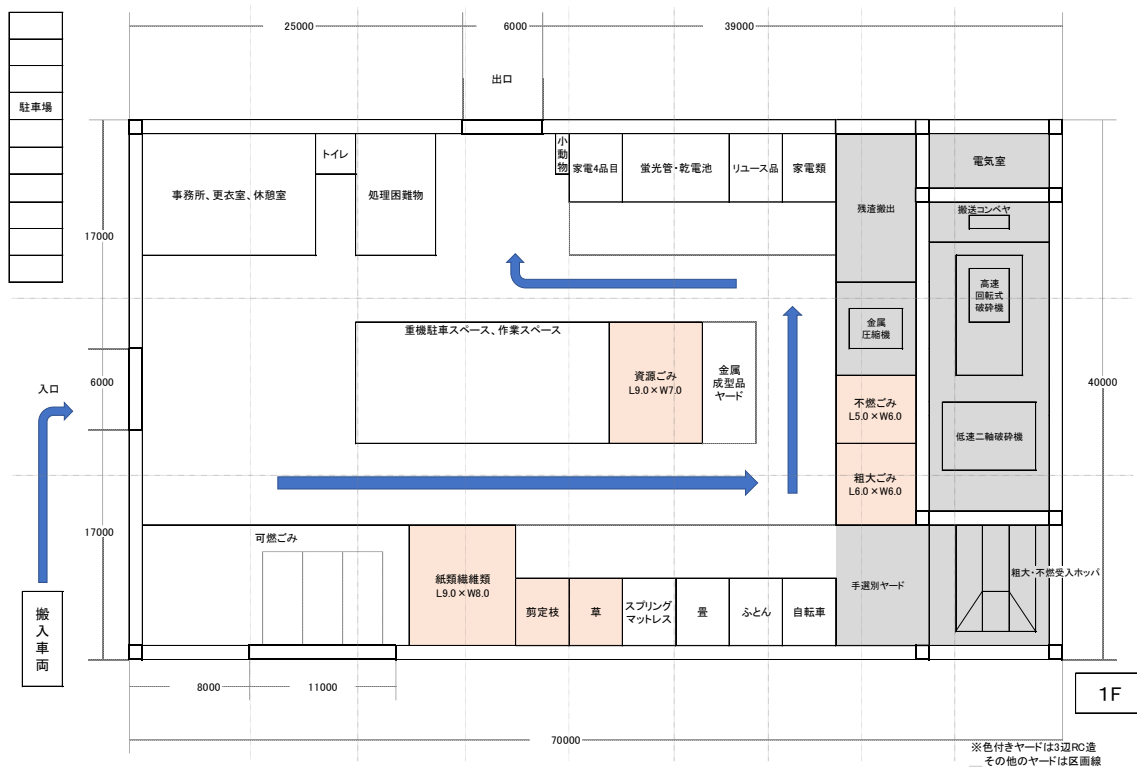 25000
6000
39000
出口
駐車場
小動物
トイレ
家電4品目
蛍光管・乾電池
リユース品
家電類
電気室
事務所、更衣室、休憩室
処理困難物
残渣搬出
搬送コンベヤ
17000
高速
回転式
破砕機
金属
圧縮機
重機駐車スペース、作業スペース
資源ごみ
L9.0×W7.0
金属
成型品
ヤード
入口
6000
40000
不燃ごみ
L5.0×W6.0
低速二軸破砕機
粗大ごみ
L6.0×W6.0
17000
可燃ごみ
紙類繊維類
L9.0×W8.0
剪定枝
草
スプリング
マットレス
畳
ふとん
自転車
手選別ヤード
粗大・不燃受入ホッパ
搬入車両
8000
11000
1F
70000
※色付きヤードは3辺RC造
その他のヤードは区画線